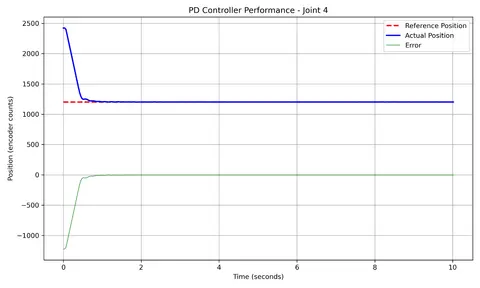 PD Controller Performance - Joint 4
Reference Position
Actual Position
Error
Position (encoder counts)
2500
2000
1500
1000
500
0
−500
−1000
0
2
4
6
8
10
Time (seconds)